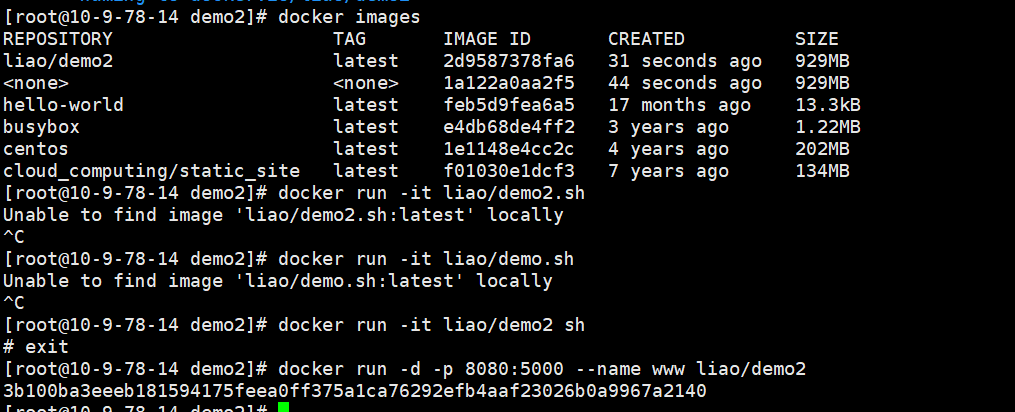 [root@10-9-78-14 demo2]# docker images
REPOSITORY TAG IMAGE ID CREATED SIZE
liao/demo2 latest 2d9587378fa6 31 seconds ago 929MB
<none> <none> 1a122a0aa2f5 44 seconds ago 929MB
hello-world latest feb5d9fea6a5 17 months ago 13.3kB
busybox latest e4db68de4ff2 3 years ago 1.22MB
centos latest 1e1148e4cc2c 4 years ago 202MB
cloud_computing/static_site latest f01030e1dcf3 7 years ago 134MB
[root@10-9-78-14 demo2]# docker run -it liao/demo2.sh
Unable to find image 'liao/demo2.sh:latest' locally
^C
[root@10-9-78-14 demo2]# docker run -it liao/demo.sh
Unable to find image 'liao/demo.sh:latest' locally
^C
[root@10-9-78-14 demo2]# docker run -it liao/demo2 sh
# exit
[root@10-9-78-14 demo2]# docker run -d -p 8080:5000 --name www liao/demo2
3b100ba3eeeb181594175feea0ff375a1ca76292efb4aaf23026b0a9967a2140
[root@10-9-78-14 demo2]#